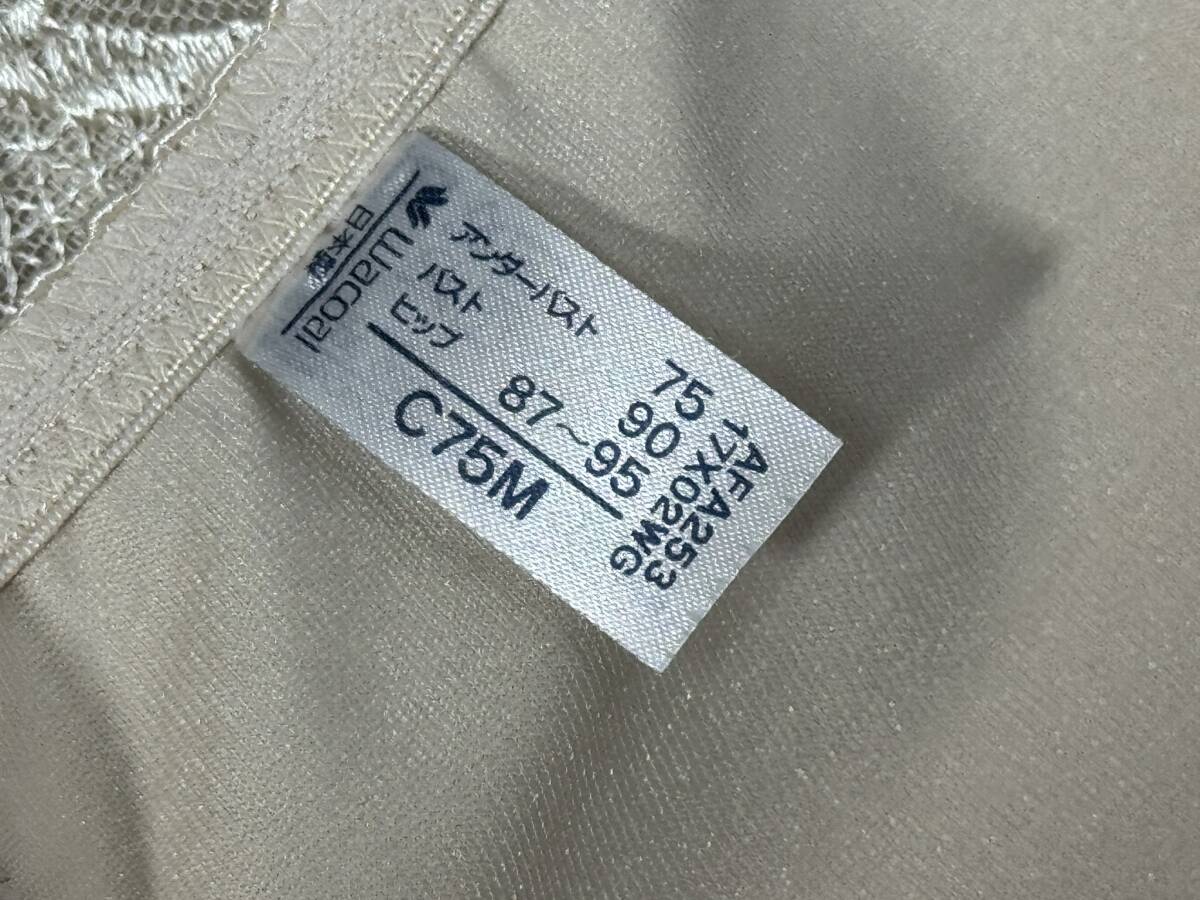 Wacoal
日本製
アンダーバスト 75
バスト 90
ヒップ 87～95
C75M
AFA253
17X02WG